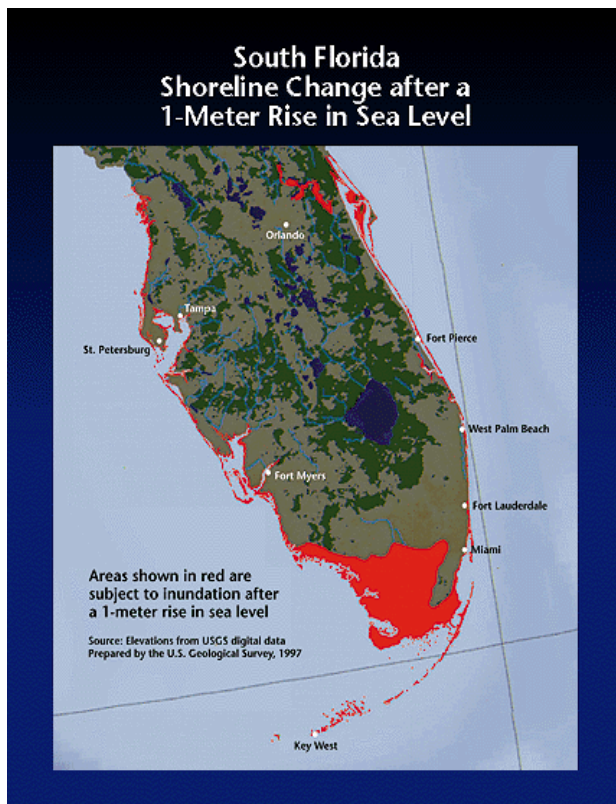 South Florida
Shoreline Change after a
1-Meter Rise in Sea Level
Orlando
Tampa
St. Petersburg
Fort Pierce
West Palm Beach
Fort Myers
Fort Lauderdale
Miami
Areas shown in red are
subject to inundation after
a 1-meter rise in sea level
Source: Elevations from USGS digital data
Prepared by the U.S. Geological Survey, 1997
Key West